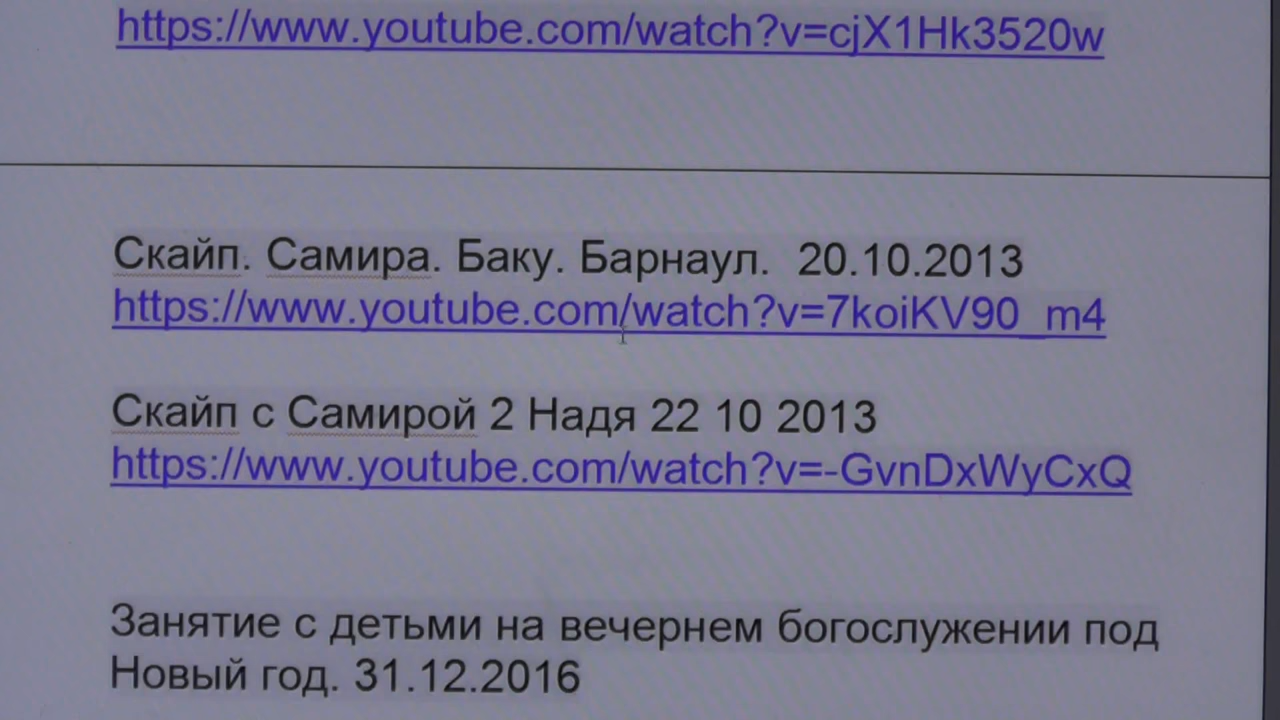 https://www.youtube.com/watch?v=cjX1Hk3520w
Скайп. Самира. Баку. Барнаул. 20.10.2013
https://www.youtube.com/watch?v=7koiKV90_m4
Скайп с Самирой 2 Надя 22 10 2013
https://www.youtube.com/watch?v=-GvnDxWyCxQ
Занятие с детьми на вечернем богослужении под
Новый год. 31.12.2016